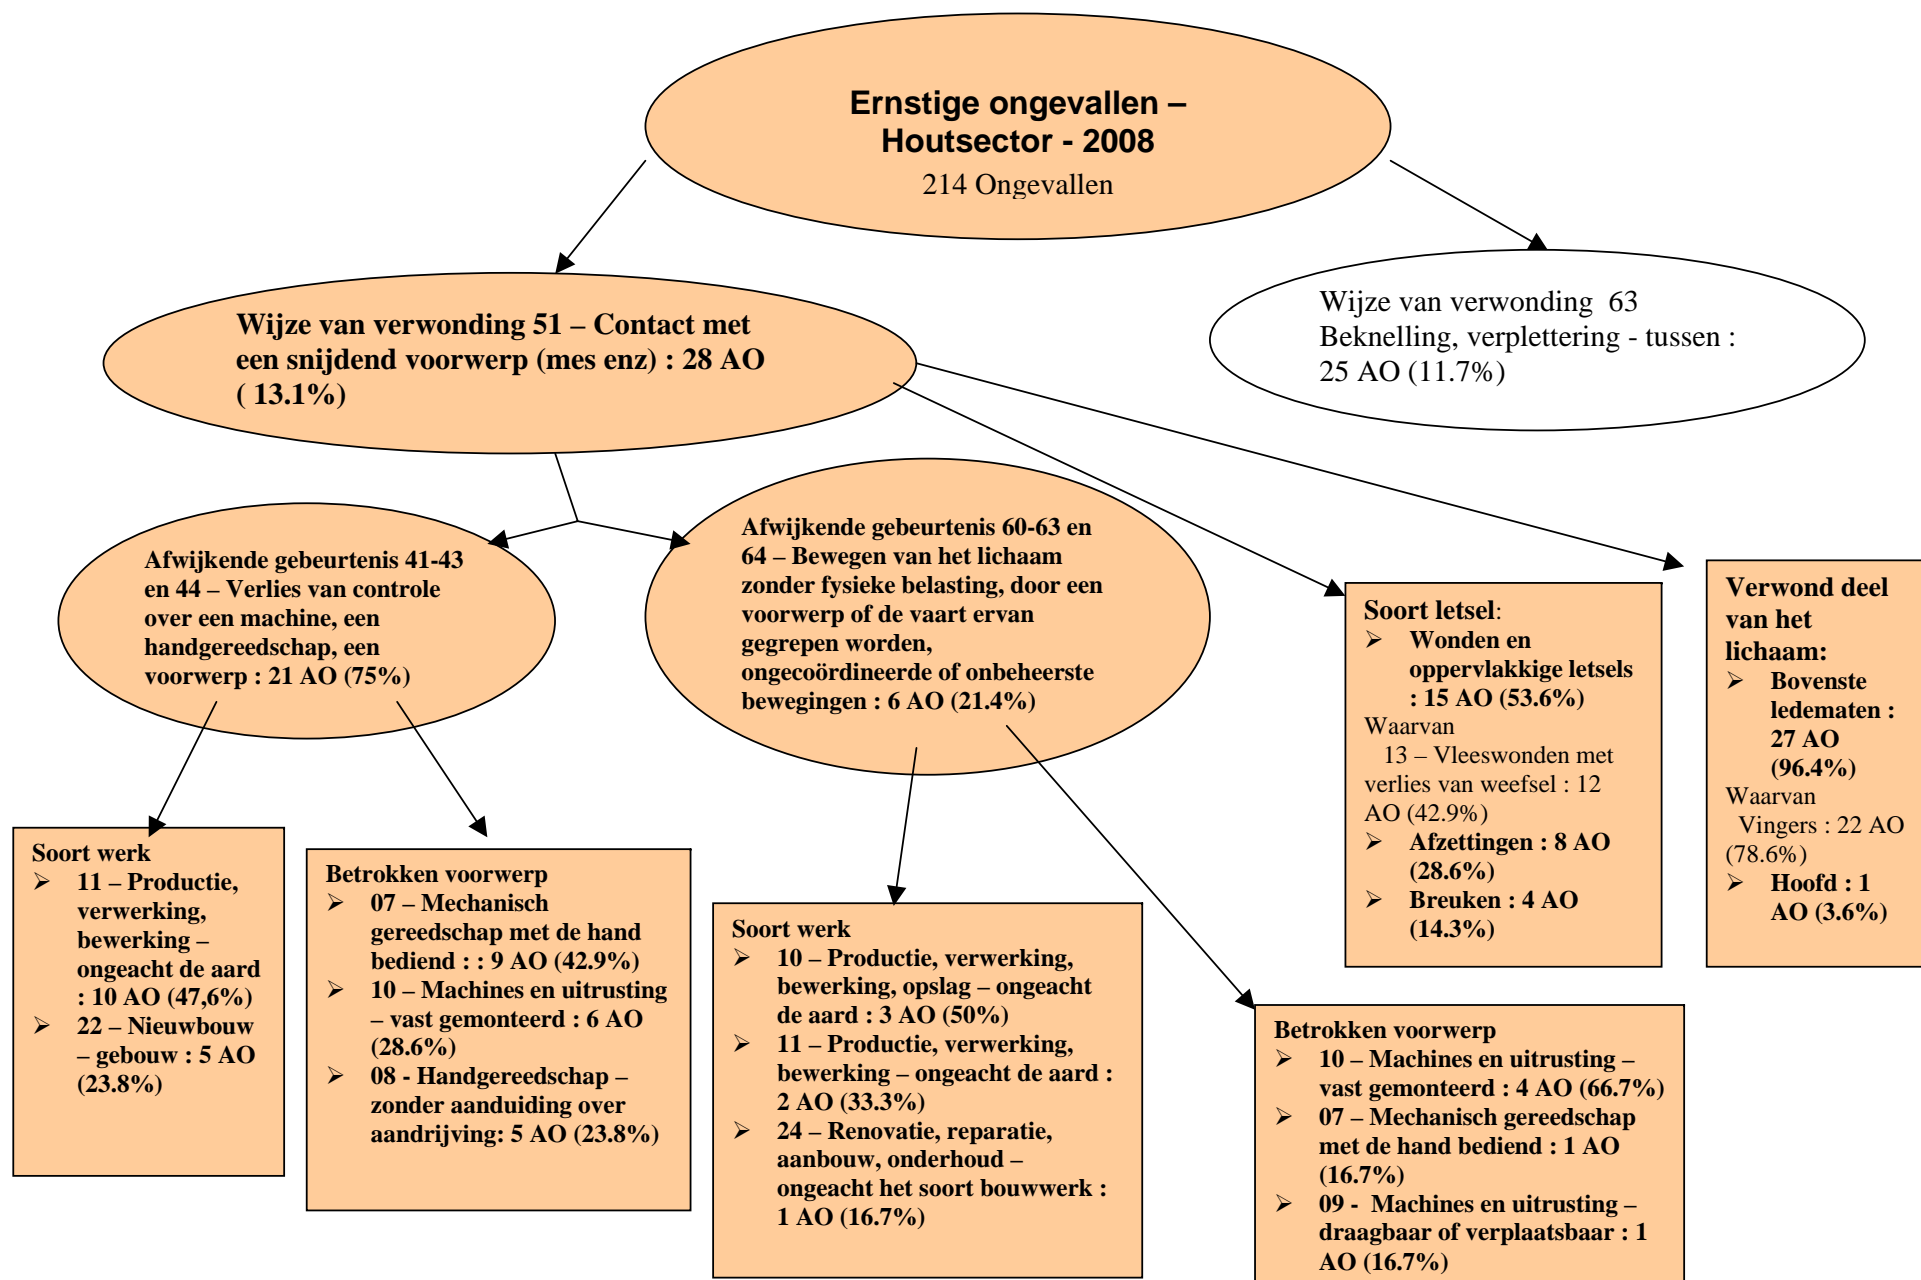 Ernstige ongevallen –
Houtsector - 2008
214 Ongevallen
Wijze van verwonding 51 – Contact met
een snijdend voorwerp (mes enz) : 28 AO
( 13.1%)
Wijze van verwonding  63
Beknelling, verplettering - tussen :
25 AO (11.7%)
Afwijkende gebeurtenis 41-43
en 44 – Verlies van controle
over een machine, een
handgereedschap, een
voorwerp : 21 AO (75%)
Afwijkende gebeurtenis 60-63 en
64 – Bewegen van het lichaam
zonder fysieke belasting, door een
voorwerp of de vaart ervan
gegrepen worden,
ongecoördineerde of onbeheerste
bewegingen : 6 AO (21.4%)
Soort letsel:
➢ Wonden en
oppervlakkige letsels
: 15 AO (53.6%)
Waarvan
13 – Vleeswonden met
verlies van weefsel : 12
AO (42.9%)
➢ Afzettingen : 8 AO
(28.6%)
➢ Breuken : 4 AO
(14.3%)
Verwond deel
van het
lichaam:
➢ Bovenste
ledematen :
27 AO
(96.4%)
Waarvan
Vingers : 22 AO
(78.6%)
➢ Hoofd : 1
AO (3.6%)
Soort werk
➢ 11 – Productie,
verwerking,
bewerking –
ongeacht de aard
: 10 AO (47,6%)
➢ 22 – Nieuwbouw
– gebouw : 5 AO
(23.8%)
Betrokken voorwerp
➢ 07 – Mechanisch
gereedschap met de hand
bediend : : 9 AO (42.9%)
➢ 10 – Machines en uitrusting
– vast gemonteerd : 6 AO
(28.6%)
➢ 08 - Handgereedschap –
zonder aanduiding over
aandrijving: 5 AO (23.8%)
Soort werk
➢ 10 – Productie, verwerking,
bewerking, opslag – ongeacht
de aard : 3 AO (50%)
➢ 11 – Productie, verwerking,
bewerking – ongeacht de aard :
2 AO (33.3%)
➢ 24 – Renovatie, reparatie,
aanbouw, onderhoud –
ongeacht het soort bouwwerk :
1 AO (16.7%)
Betrokken voorwerp
➢ 10 – Machines en uitrusting –
vast gemonteerd : 4 AO (66.7%)
➢ 07 – Mechanisch gereedschap
met de hand bediend : 1 AO
(16.7%)
➢ 09 -  Machines en uitrusting –
draagbaar of verplaatsbaar : 1
AO (16.7%)